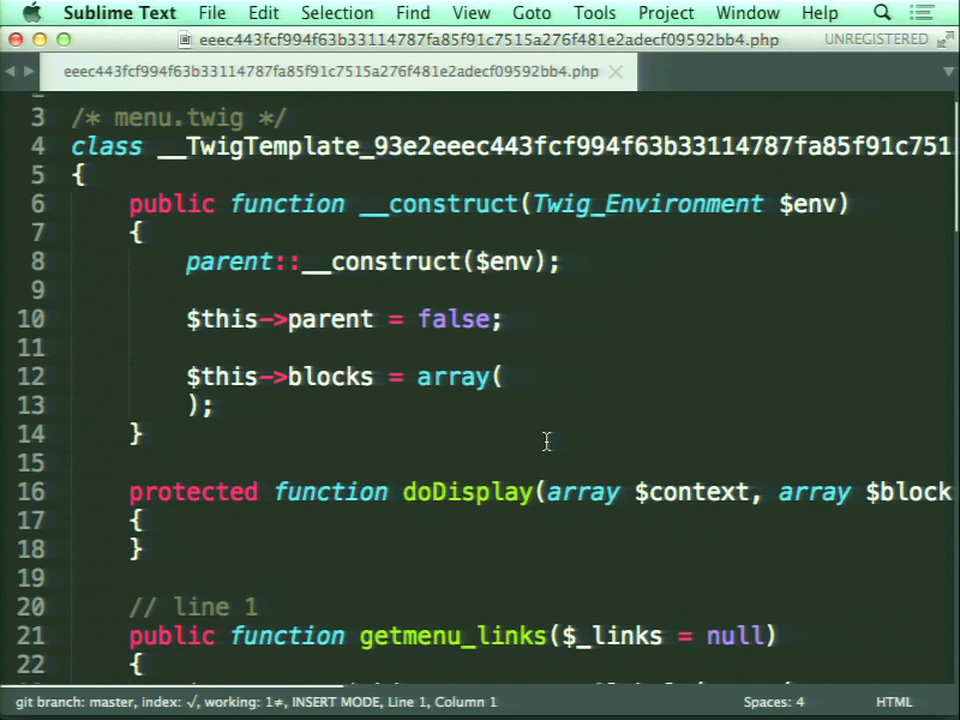 Sublime Text File Edit Selection Find View Goto Tools Project Window Help
eeec443fcf994f63b33114787fa85f91c7515a276f481e2adecf09592bb4.php UNREGISTERED
eeec443fcf994f63b33114787fa85f91c7515a276f481e2adecf09592bb4.php
3 /* menu.twig */
4 class __TwigTemplate_93e2eeec443fcf994f63b33114787fa85f91c751
5 {
6 public function __construct(Twig_Environment $env)
7 {
8 parent::__construct($env);
9
10 $this->parent = false;
11
12 $this->blocks = array(
13 );
14 }
15
16 protected function doDisplay(array $context, array $block
17 {
18 }
19
20 // line 1
21 public function getmenu_links($_links = null)
22 {
git branch: master, index: √, working: 1≠, INSERT MODE, Line 1, Column 1 Spaces: 4 HTML